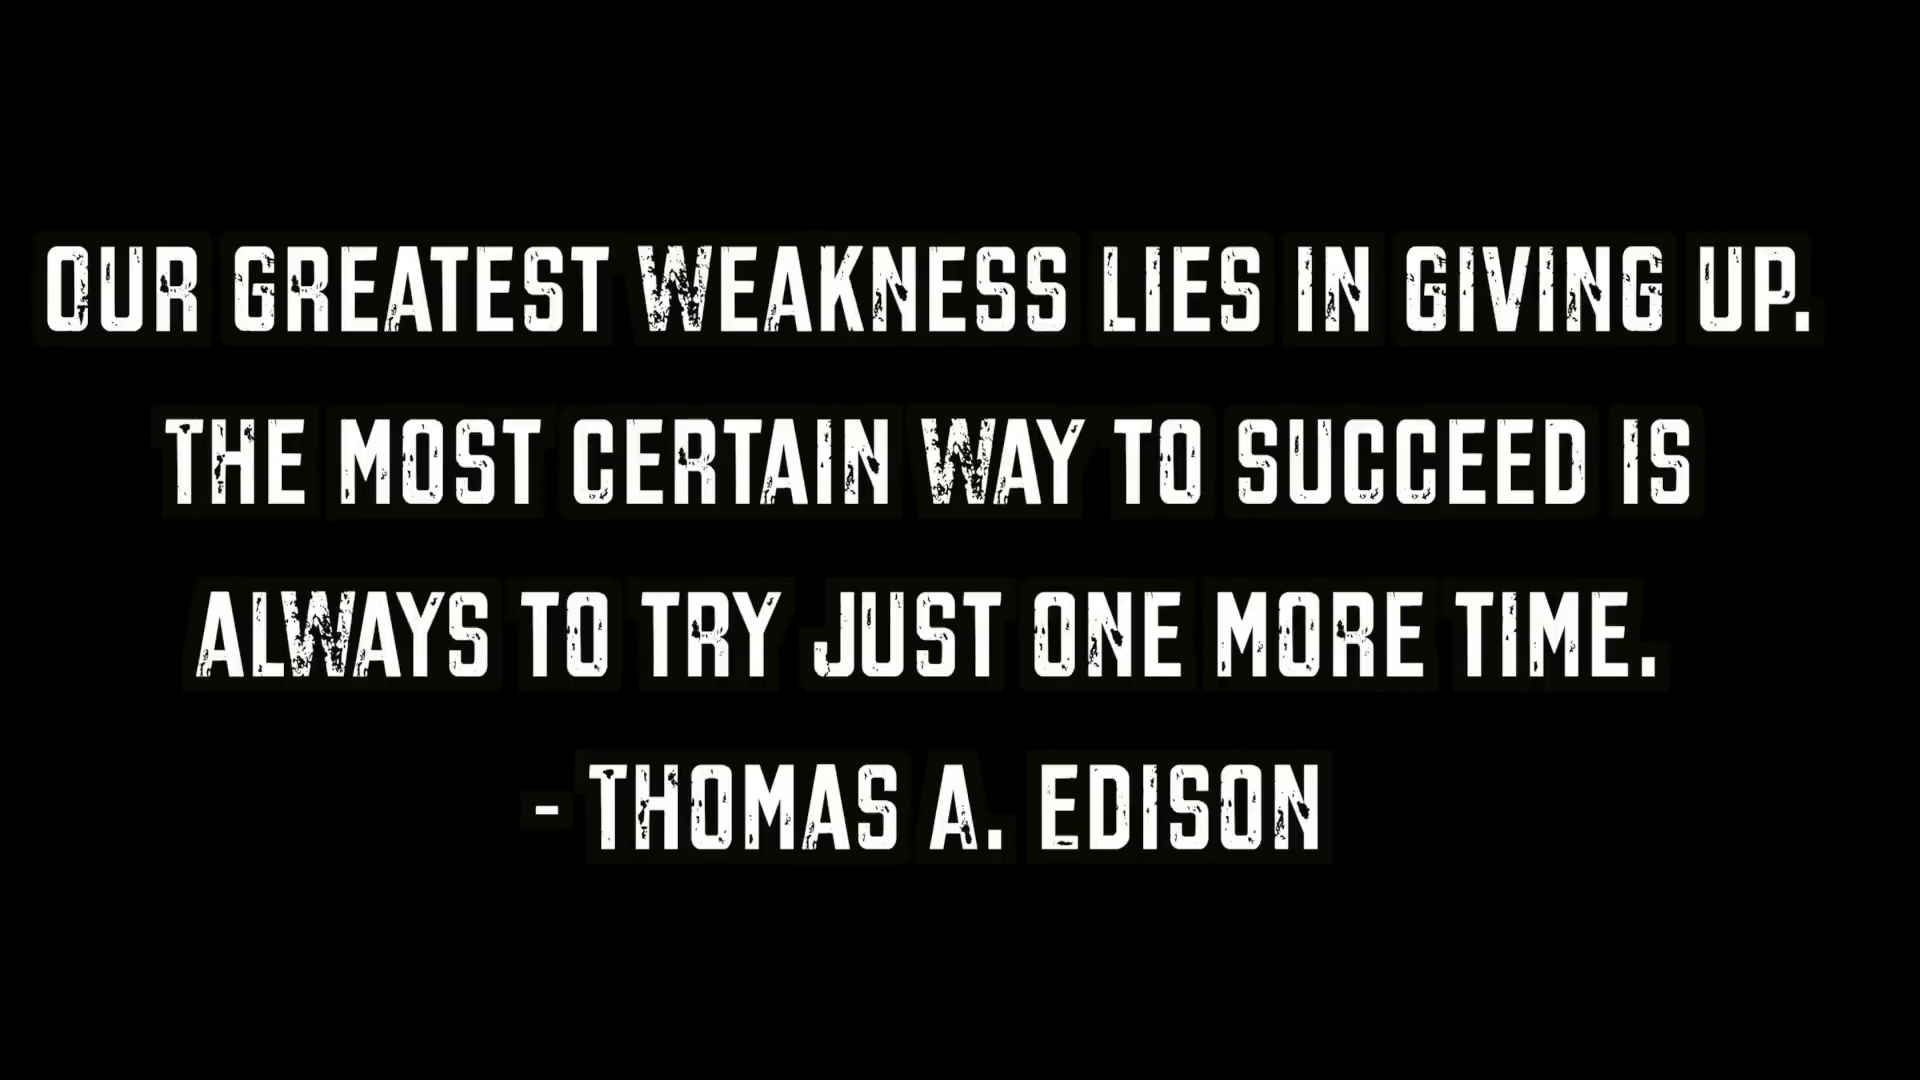 OUR GREATEST WEAKNESS LIES IN GIVING UP.
THE MOST CERTAIN WAY TO SUCCEED IS
ALWAYS TO TRY JUST ONE MORE TIME.
- THOMAS A. EDISON